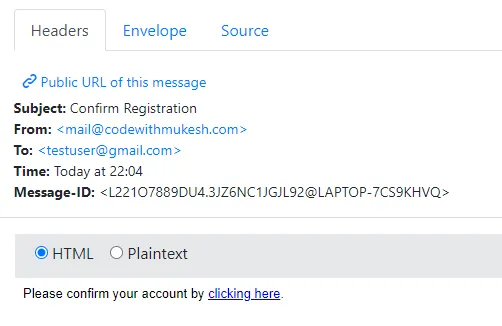 Headers Envelope Source
Public URL of this message
Subject: Confirm Registration
From: <mail@codewithmukesh.com>
To: <testuser@gmail.com>
Time: Today at 22:04
Message-ID: <L221O7889DU4.3JZ6NC1JGJL92@LAPTOP-7CS9KHVQ>
HTML Plaintext
Please confirm your account by clicking here.